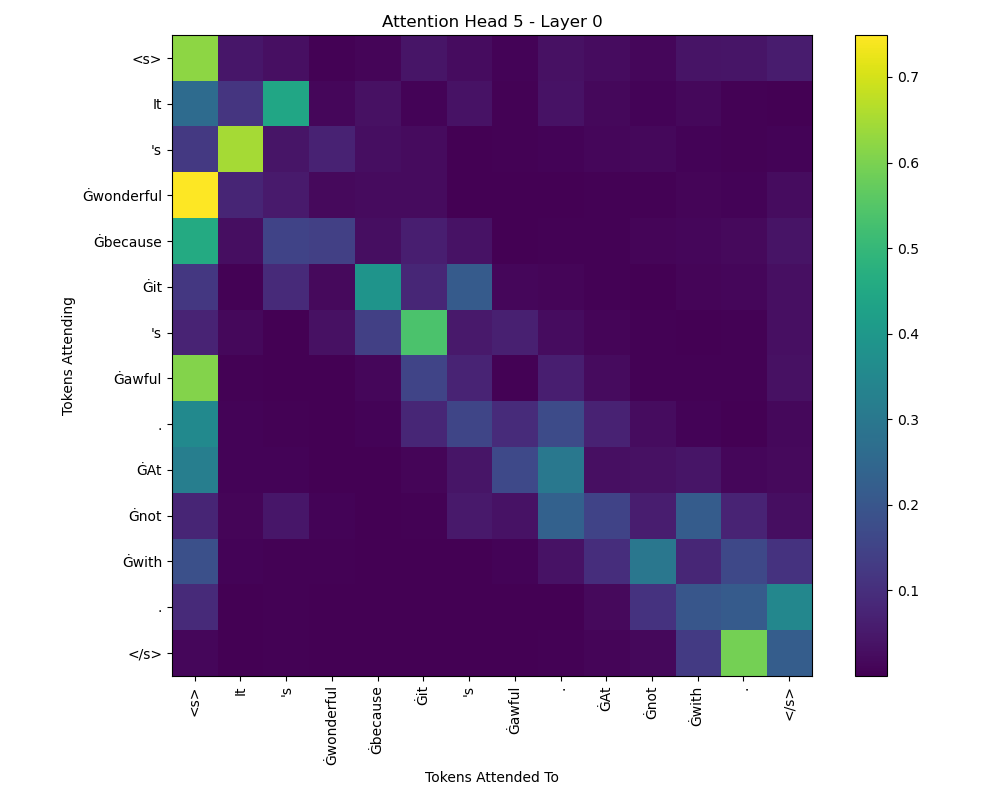 Attention Head 5 - Layer 0
<s>
It
's
Ġwonderful
Ġbecause
Ġit
's
Ġawful
.
ĠAt
Ġnot
Ġwith
.
</s>
Tokens Attending
<s>
It
's
Ġwonderful
Ġbecause
Ġit
's
Ġawful
.
ĠAt
Ġnot
Ġwith
.
</s>
Tokens Attended To
0.7
0.6
0.5
0.4
0.3
0.2
0.1